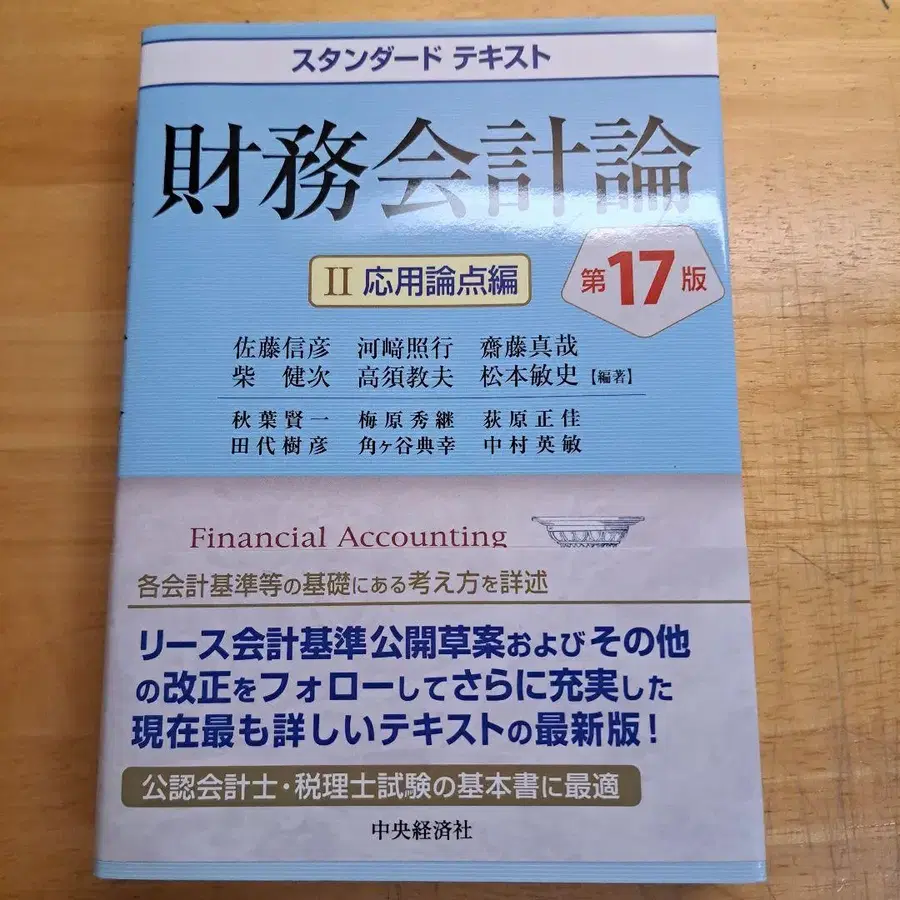 スタンダード テキスト
財務会計論
II 応用論点編
第17版
佐藤信彦 河﨑照行 齋藤真哉
柴 健次 高須教夫 松本敏史【編著】
秋葉賢一 梅原秀継 荻原正佳
田代樹彦 角ヶ谷典幸 中村英敏
Financial Accounting
各会計基準等の基礎にある考え方を詳述
リース会計基準公開草案およびその他
の改正をフォローしてさらに充実した
現在最も詳しいテキストの最新版!
公認会計士・税理士試験の基本書に最適
中央経済社